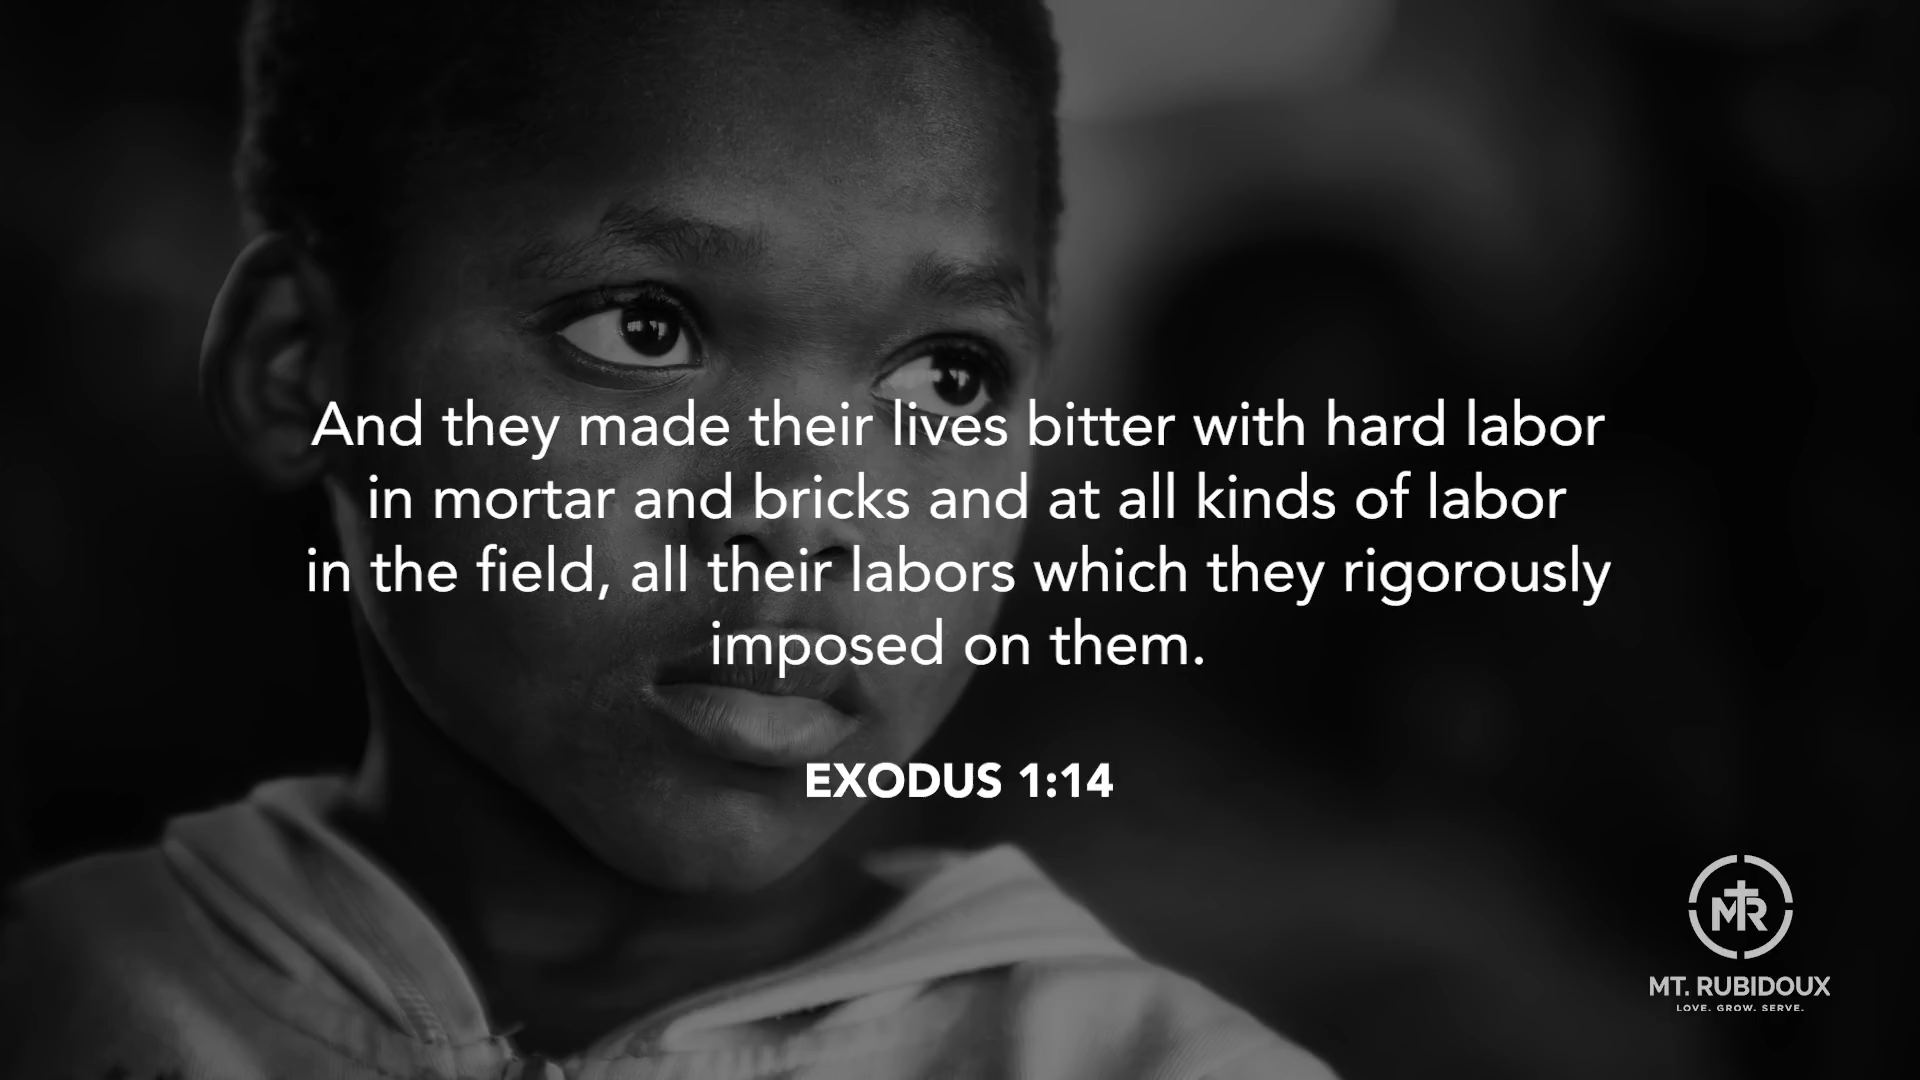 And they made their lives bitter with hard labor
in mortar and bricks and at all kinds of labor
in the field, all their labors which they rigorously
imposed on them.
EXODUS 1:14
MTR
MT. RUBIDOUX
LOVE. GROW. SERVE.